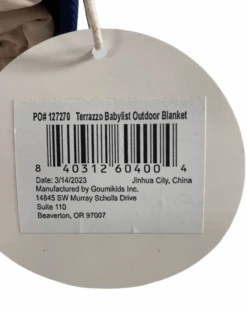 PO# 127270 Terrazzo Babylist Outdoor Blanket
8 40312 60400 4
Date: 3/14/2023 Jinhua City, China
Manufactured by Goumikids Inc.
14845 SW Murray Scholls Drive
Suite 110
Beaverton, OR 97007